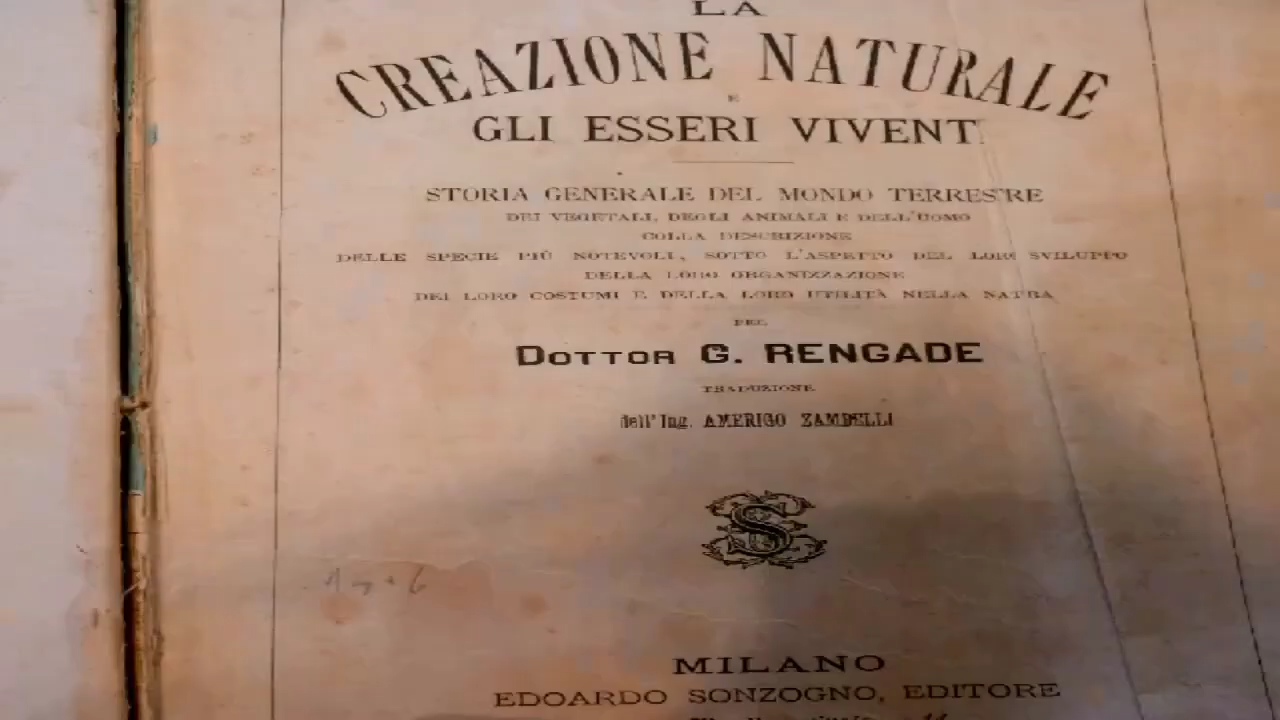 LA
CREAZIONE NATURALE
E
GLI ESSERI VIVENT
STORIA GENERALE DEL MONDO TERRESTRE
DEI VEGETALI, DEGLI ANIMALI E DELL'UOMO
COLLA DESCRIZIONE
DELLE SPECIE PIÙ NOTEVOLI, SOTTO L'ASPETTO DEL LORO SVILUPPO
DELLA LORO ORGANIZZAZIONE
DEI LORO COSTUMI E DELLA LORO UTILITÀ NELLA
PEL
DOTTOR G. RENGADE
TRADUZIONE
dell'Ing. AMERIGO ZAMBELLI
S
MILANO
EDOARDO SONZOGNO, EDITORE